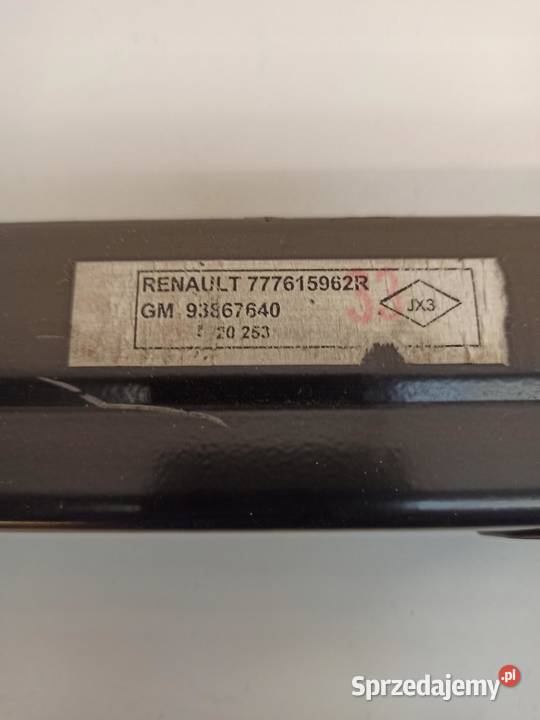 RENAULT 777615962R
GM 93867640
20 253
33
JX3
Sprzedajemy.pl